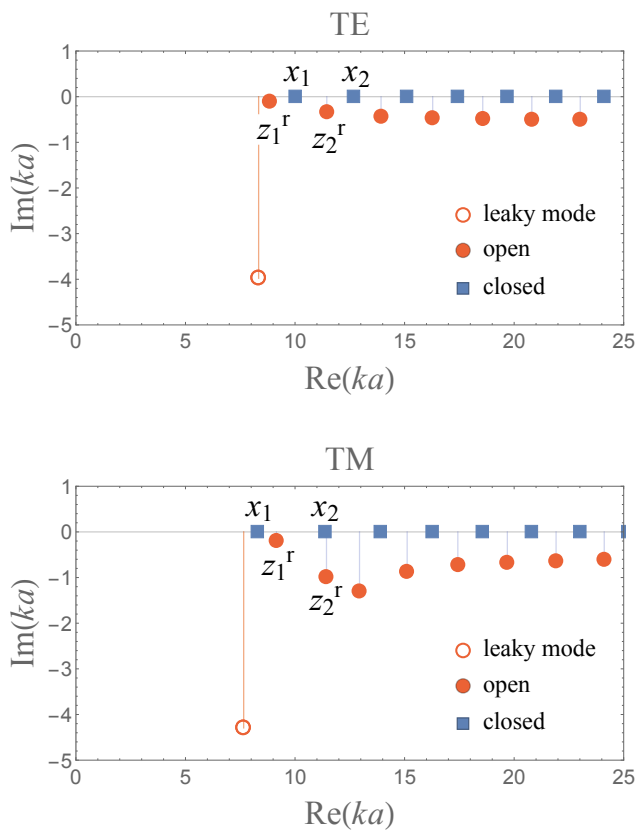 TE
1
0
-1
-2
-3
-4
-5
Im(ka)
x₁ x₂
z₁ʳ z₂ʳ
leaky mode
open
closed
0 5 10 15 20 25
Re(ka)
TM
1
0
-1
-2
-3
-4
-5
Im(ka)
x₁ x₂
z₁ʳ z₂ʳ
leaky mode
open
closed
0 5 10 15 20 25
Re(ka)